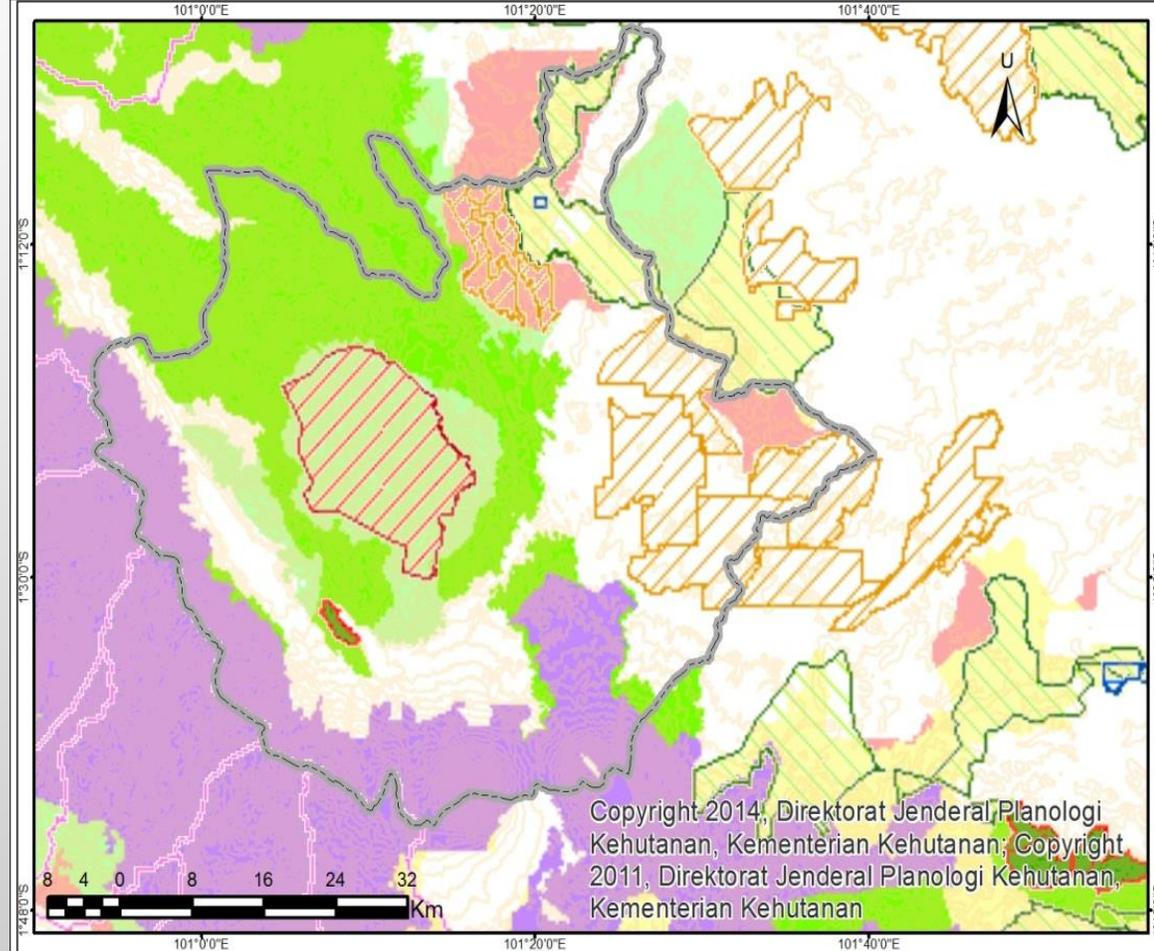 101°0'0"E 101°20'0"E 101°40'0"E
U
1°12'0"S
1°30'0"S
1°48'0"S
Copyright 2014, Direktorat Jenderal Planologi
Kehutanan, Kementerian Kehutanan; Copyright
2011, Direktorat Jenderal Planologi Kehutanan,
Kementerian Kehutanan
8 4 0 8 16 24 32
Km
101°0'0"E 101°20'0"E 101°40'0"E